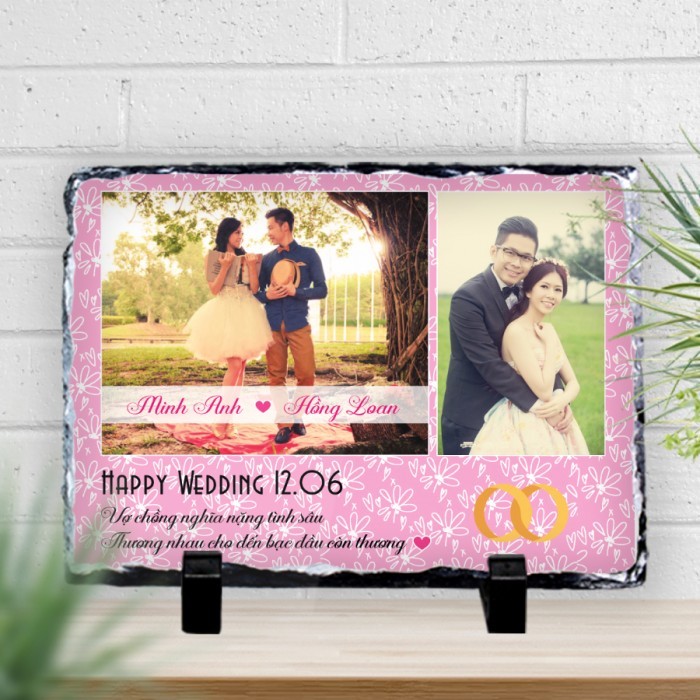 Minh Anh ♥ Hồng Loan
Happy Wedding 12.06
Vợ chồng nghĩa nặng tình sâu
Thương nhau cho đến bạc đầu còn thương ♥